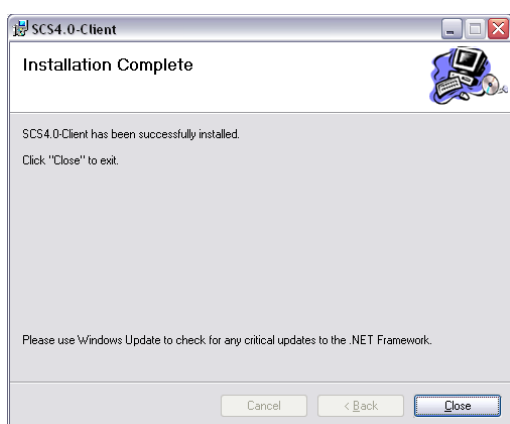 SCS4.0-Client
Installation Complete
SCS4.0-Client has been successfully installed.
Click "Close" to exit.
Please use Windows Update to check for any critical updates to the .NET Framework.
Cancel
< Back
Close